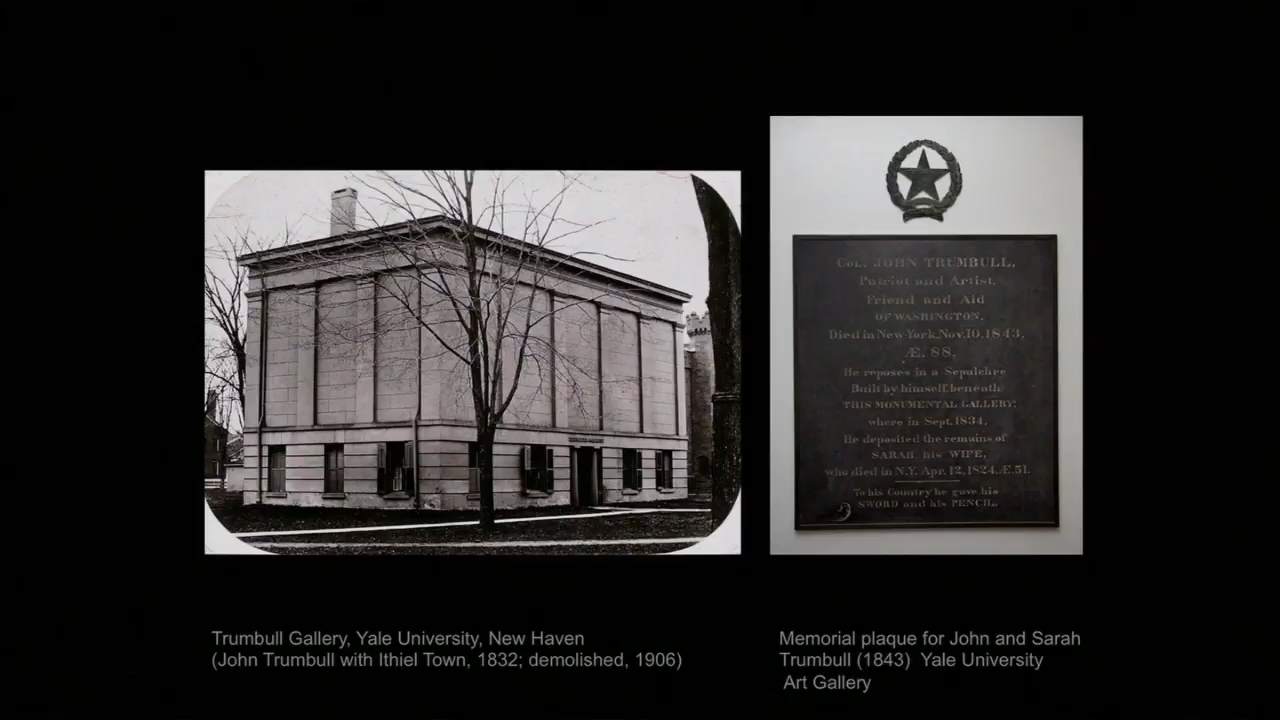 COL. JOHN TRUMBULL,
Patriot and Artist,
Friend and Aid
OF WASHINGTON,
Died in New-York, Nov. 10. 1843,
Æ. 88,
He reposes in a Sepulchre
Built by himself, beneath
THIS MONUMENTAL GALLERY;
where in Sept. 1834,
He deposited the remains of
SARAH his WIFE,
who died in N.Y. Apr. 12, 1824, Æ. 51.
To his Country he gave his
SWORD and his PENCIL.
Trumbull Gallery, Yale University, New Haven
(John Trumbull with Ithiel Town, 1832; demolished, 1906)
Memorial plaque for John and Sarah
Trumbull (1843) Yale University
Art Gallery